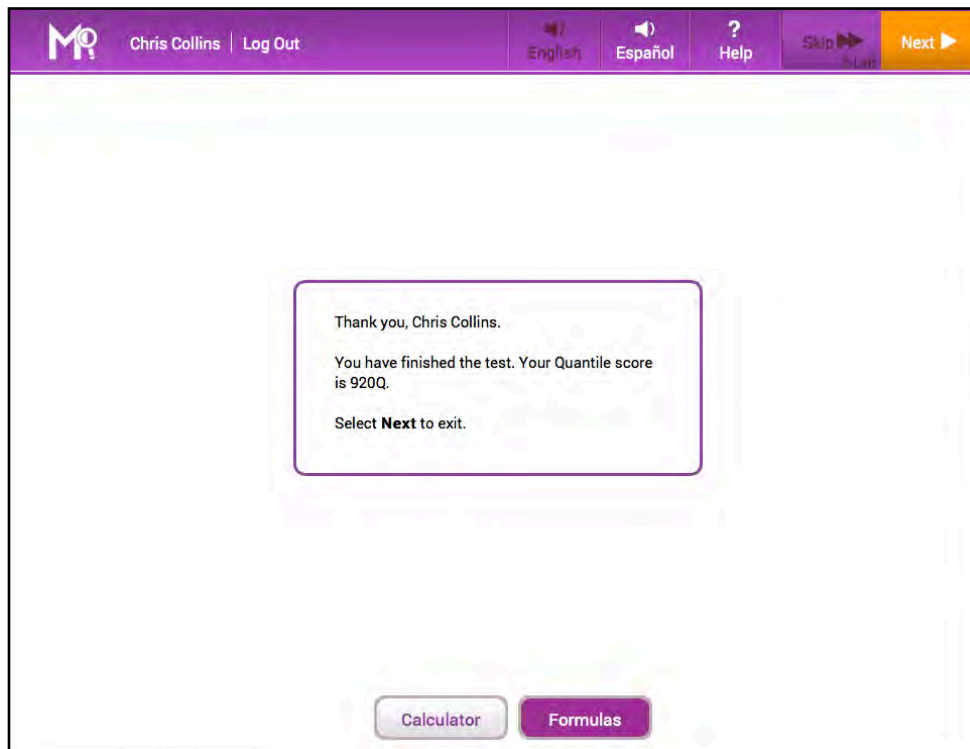 MR
Chris Collins | Log Out
English
Español
?
Help
Skip
Next
Thank you, Chris Collins.
You have finished the test. Your Quantile score
is 920Q.
Select Next to exit.
Calculator
Formulas